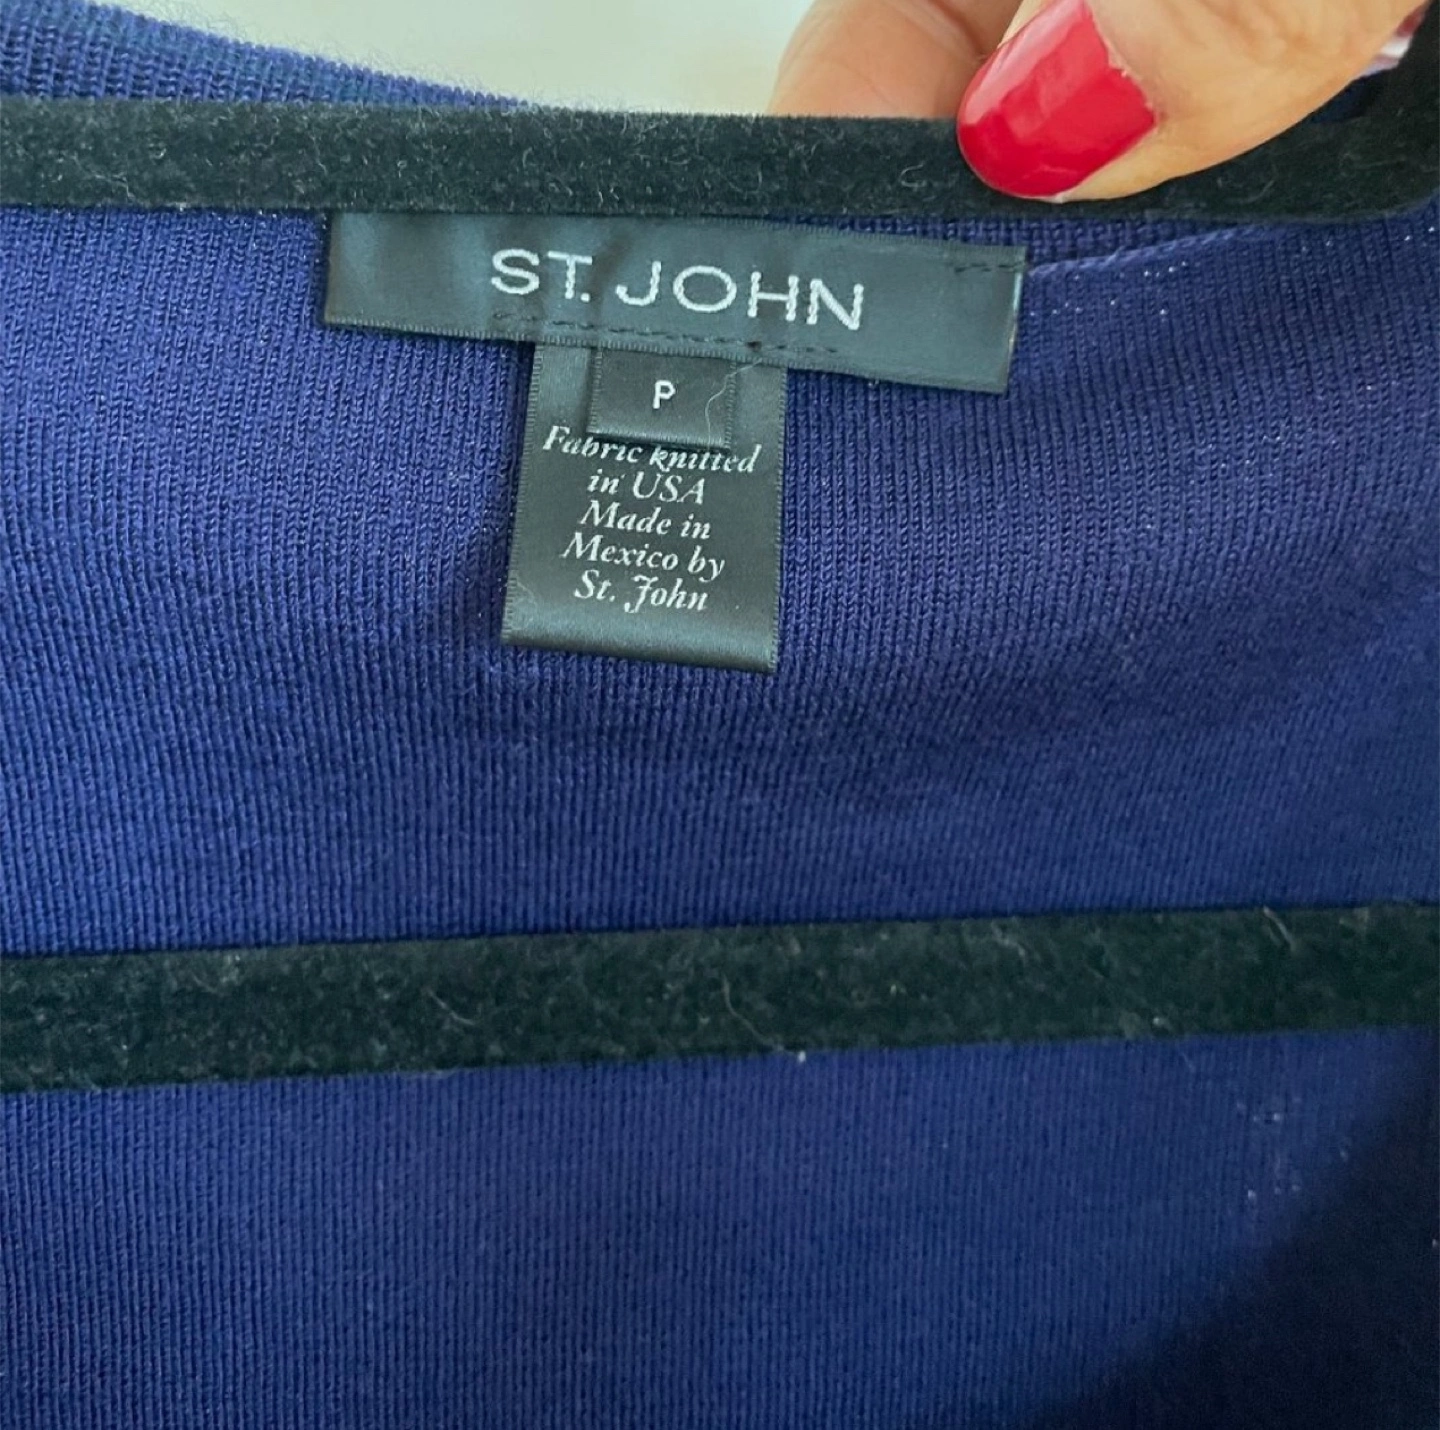 ST. JOHN
P
Fabric knitted
in USA
Made in
Mexico by
St. John